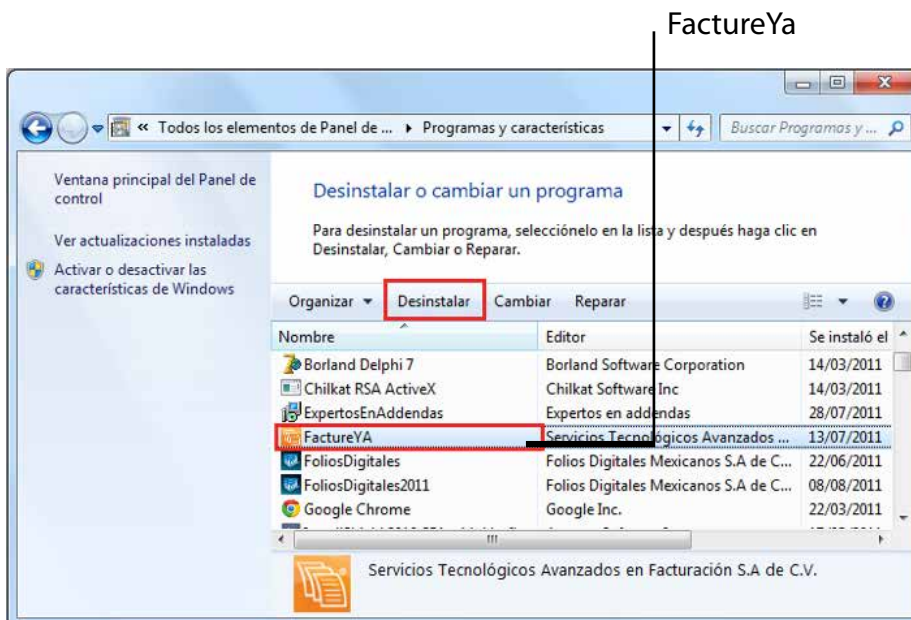 FactureYa
« Todos los elementos de Panel de ... Programas y características
Buscar Programas y ...
Ventana principal del Panel de
control
Ver actualizaciones instaladas
Activar o desactivar las
características de Windows
Desinstalar o cambiar un programa
Para desinstalar un programa, selecciónelo en la lista y después haga clic en
Desinstalar, Cambiar o Reparar.
Organizar Desinstalar Cambiar Reparar
Nombre Editor Se instaló el
Borland Delphi 7 Borland Software Corporation 14/03/2011
Chilkat RSA ActiveX Chilkat Software Inc 14/03/2011
ExpertosEnAddendas Expertos en addendas 28/07/2011
FactureYA Servicios Tecnológicos Avanzados ... 13/07/2011
FoliosDigitales Folios Digitales Mexicanos S.A de C... 22/06/2011
FoliosDigitales2011 Folios Digitales Mexicanos S.A de C... 08/08/2011
Google Chrome Google Inc. 22/03/2011
Servicios Tecnológicos Avanzados en Facturación S.A de C.V.